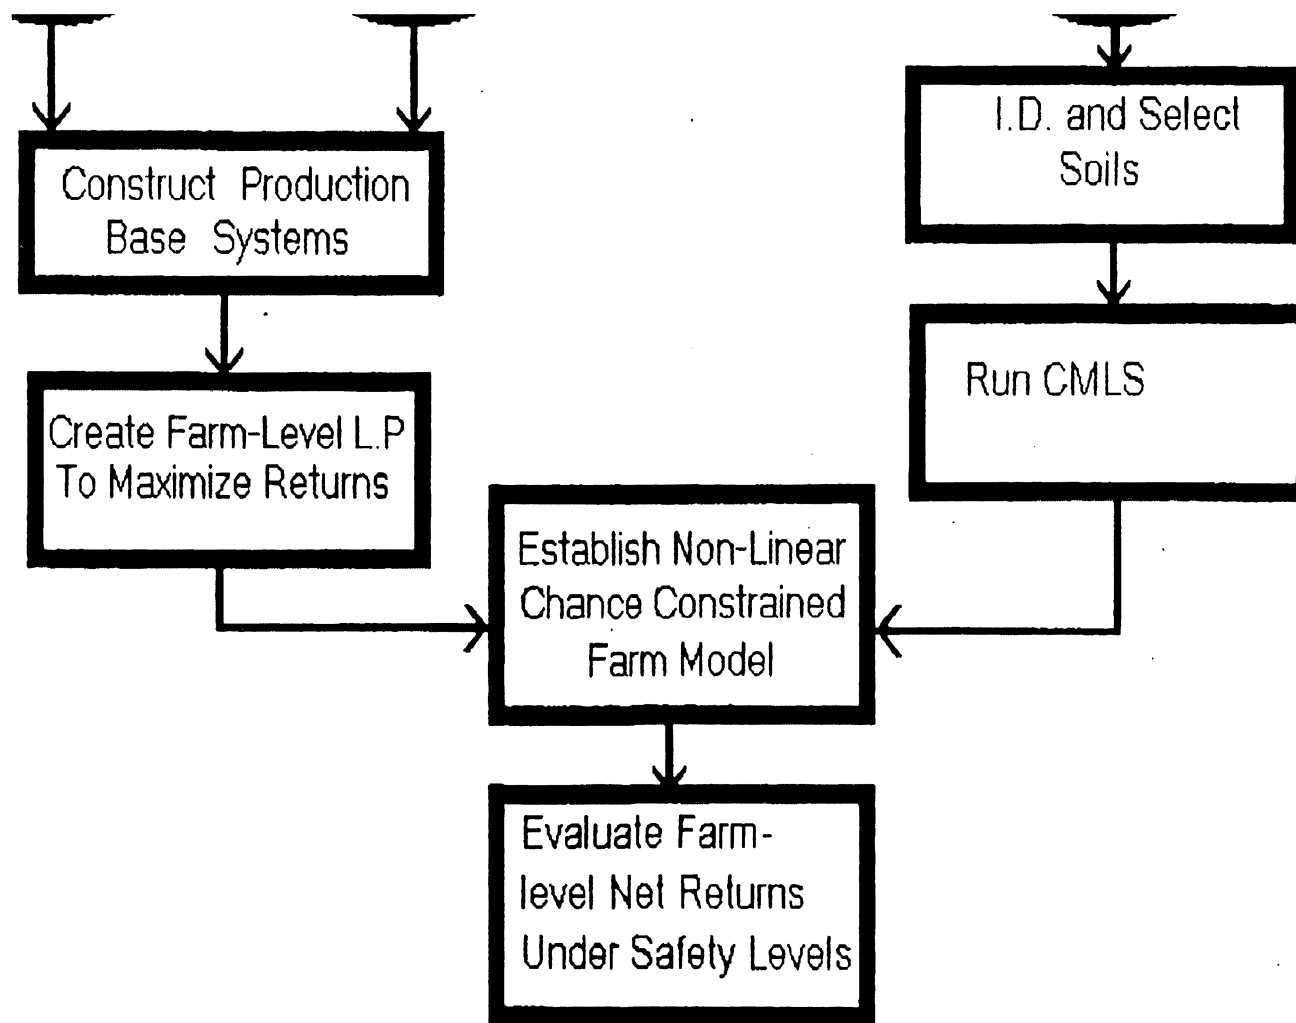 I.D. and Select
Soils
Construct Production
Base Systems
Run CMLS
Create Farm-Level L.P
To Maximize Returns
Establish Non-Linear
Chance Constrained
Farm Model
Evaluate Farm-
level Net Returns
Under Safety Levels